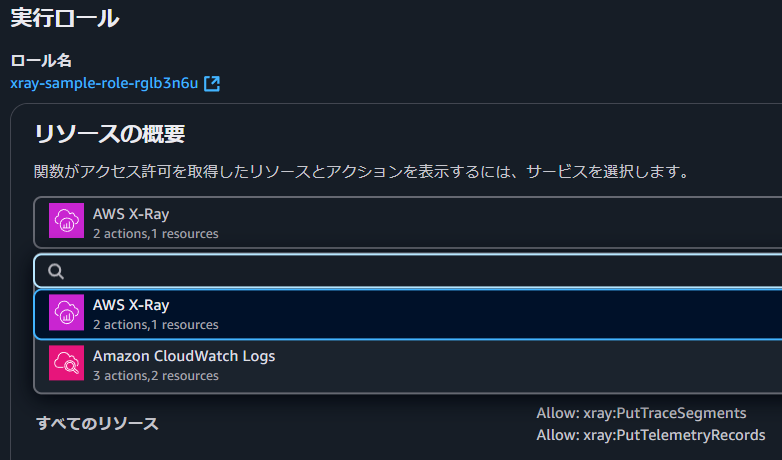 実行ロール
ロール名
xray-sample-role-rglb3n6u
リソースの概要
関数がアクセス許可を取得したリソースとアクションを表示するには、サービスを選択します。
AWS X-Ray
2 actions,1 resources
AWS X-Ray
2 actions,1 resources
Amazon CloudWatch Logs
3 actions,2 resources
すべてのリソース
Allow: xray:PutTraceSegments
Allow: xray:PutTelemetryRecords